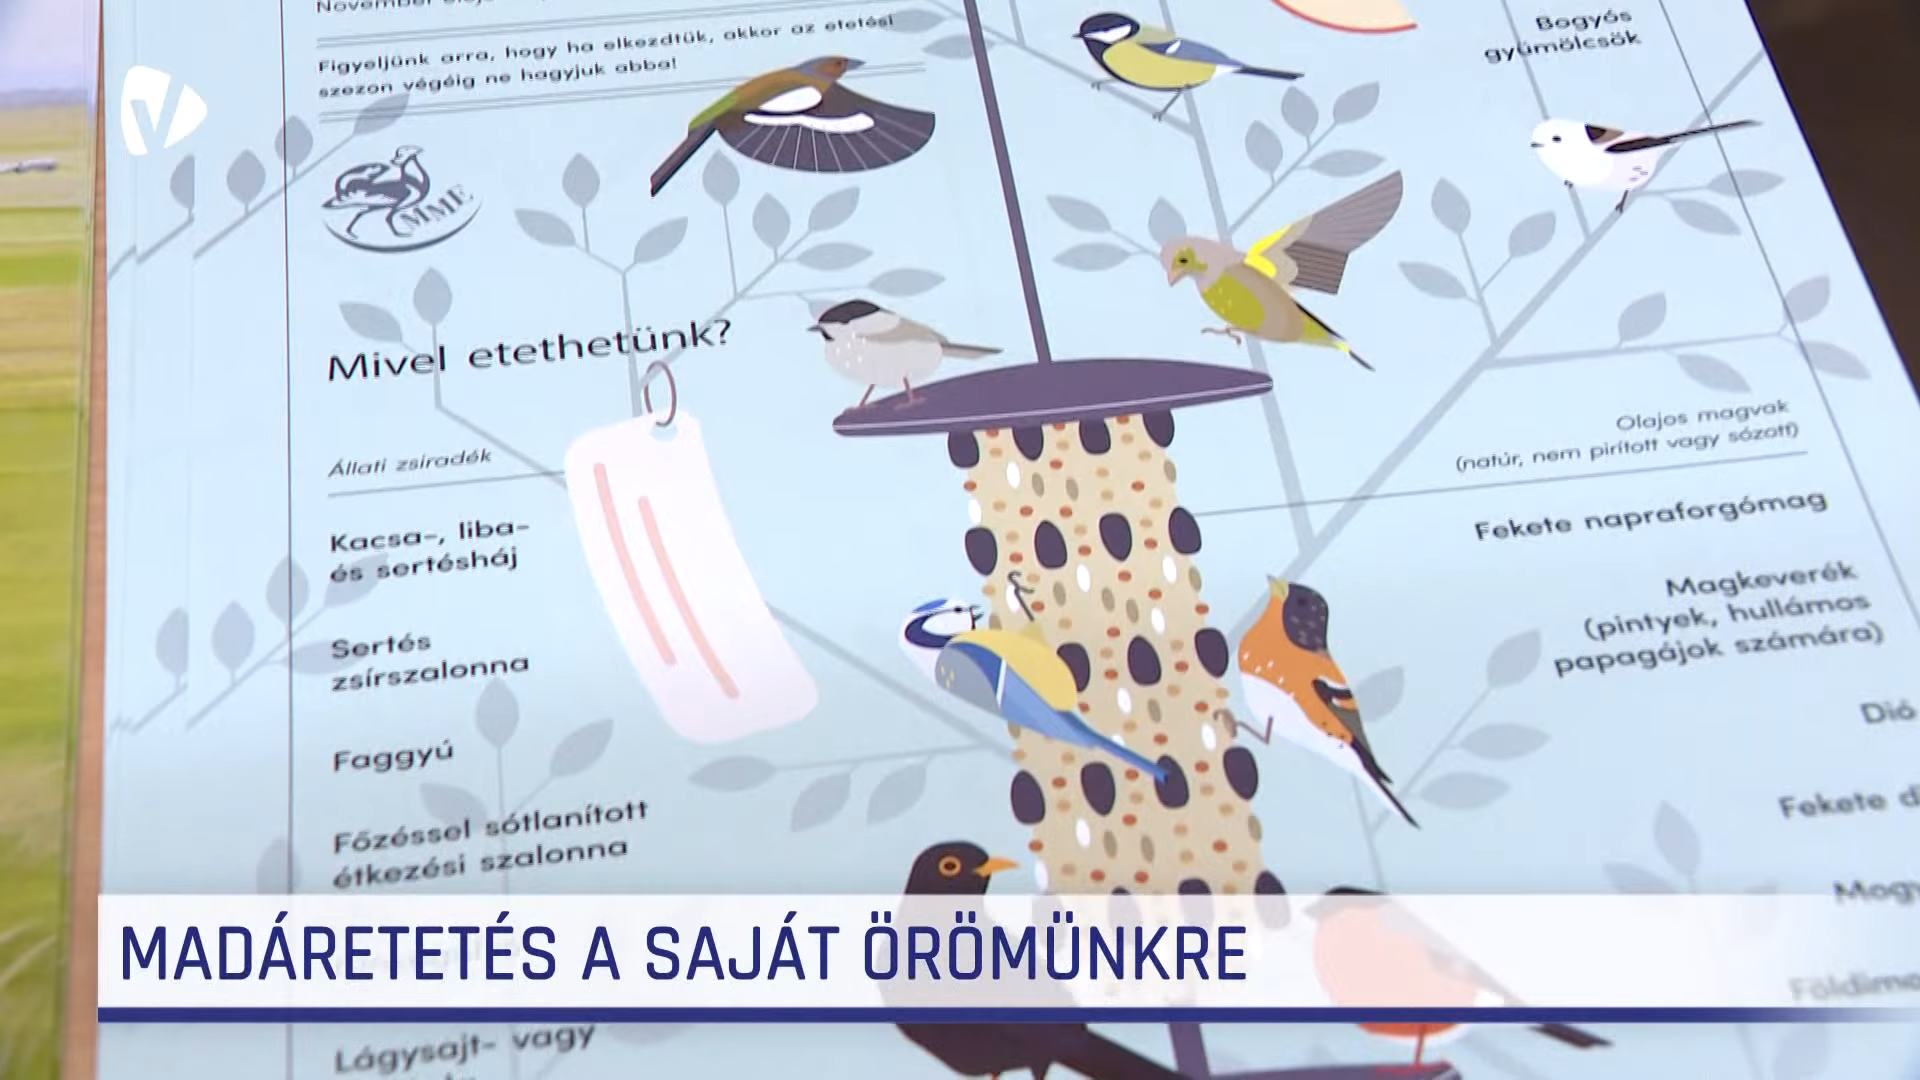 Figyeljünk arra, hogy ha elkezdtük, akkor az etetési
szezon végéig ne hagyjuk abba!
MME
Mivel etethetünk?
Állati zsiradék
Kacsa-, liba-
és sertésháj
Sertés
zsírszalonna
Faggyú
Főzéssel sótlanított
étkezési szalonna
Lágysajt- vagy
Bogyós
gyümölcsök
Olajos magvak
(natúr, nem pirított vagy sózott)
Fekete napraforgómag
Magkeverék
(pintyek, hullámos
papagájok számára)
Dió
Fekete
MADÁRETETÉS A SAJÁT ÖRÖMÜNKRE